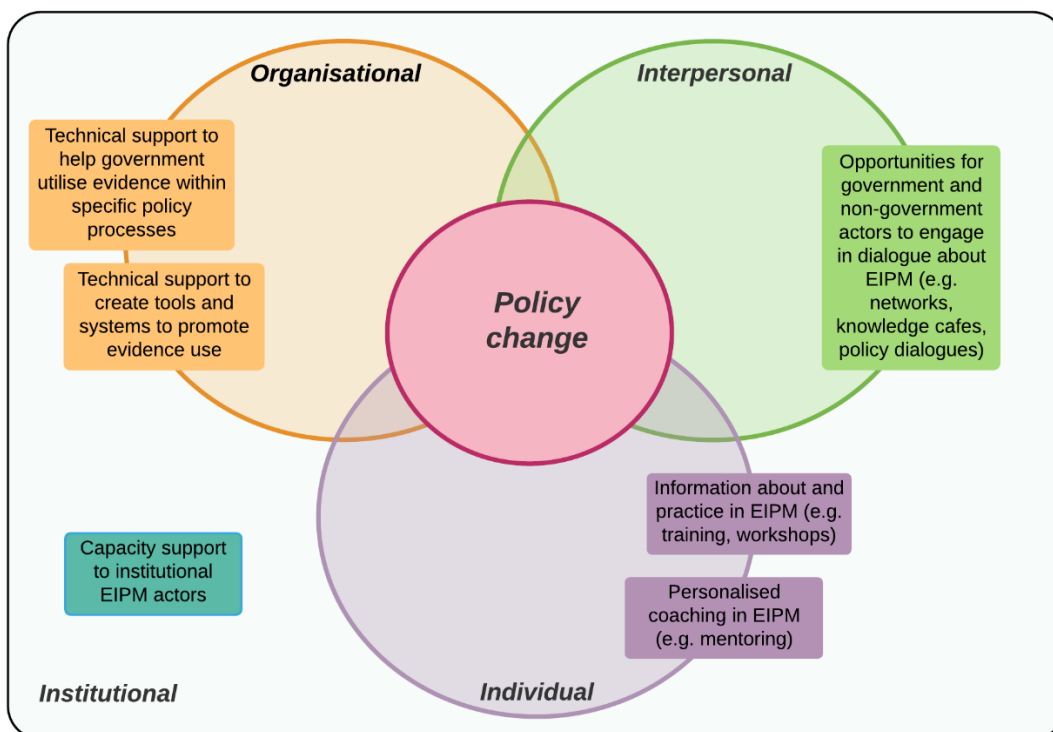 Organisational
Interpersonal
Technical support to
help government
utilise evidence within
specific policy
processes
Technical support to
create tools and
systems to promote
evidence use
Opportunities for
government and
non-government
actors to engage
in dialogue about
EIPM (e.g.
networks,
knowledge cafes,
policy dialogues)
Policy
change
Information about and
practice in EIPM (e.g.
training, workshops)
Capacity support
to institutional
EIPM actors
Personalised
coaching in EIPM
(e.g. mentoring)
Institutional
Individual